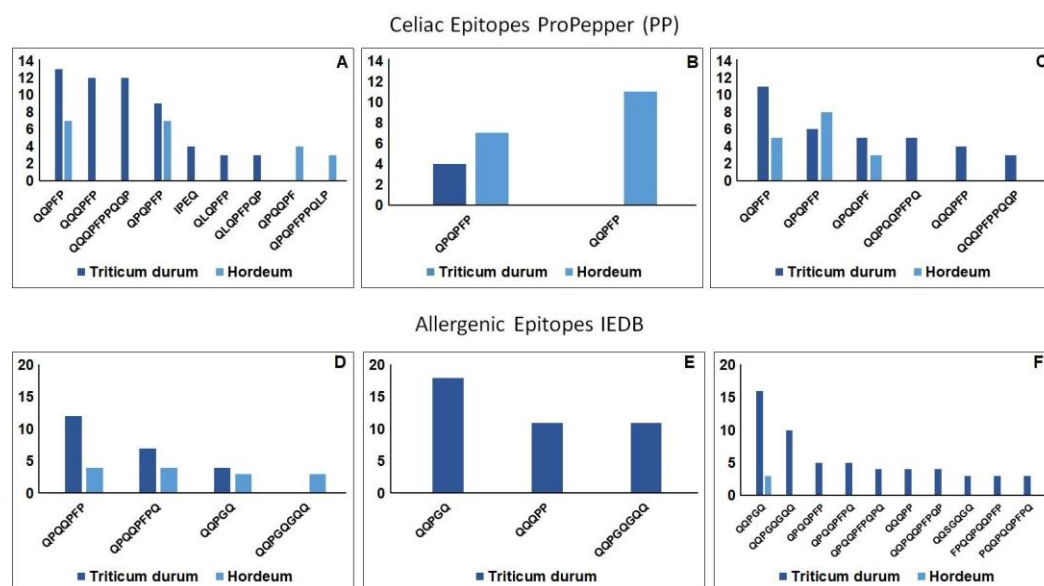 Celiac Epitopes ProPepper (PP)
A
14
12
10
8
6
4
2
0
QQPFP
QQQPFP
QQQPFPPQQP
QPQPFP
IPEQ
QLQPFP
QLQPFPQP
QPQQPF
QPQPFPPQLP
Triticum durum Hordeum
B
14
12
10
8
6
4
2
0
QPQPFP
QQPFP
Triticum durum Hordeum
C
14
12
10
8
6
4
2
0
QQPFP
QPQPFP
QPQQPF
QQPQQPFPQ
QQQPFP
QQQPFPPQQP
Triticum durum Hordeum
Allergenic Epitopes IEDB
D
20
15
10
5
0
QPQQPFP
QPQQPFPQ
QQPGQ
QQPGQGQQ
Triticum durum Hordeum
E
20
15
10
5
0
QQPGQ
QQQPP
QQPGQGQQ
Triticum durum
F
20
15
10
5
0
QQPGQ
QQPGQGQQ
QPQQPFP
QPQQPFPQ
QPQQPFPQPQ
QQQPP
QQPQQPFPQP
QQSGQGQ
FPQQPQQPFP
PQQPQQPFPQ
Triticum durum Hordeum